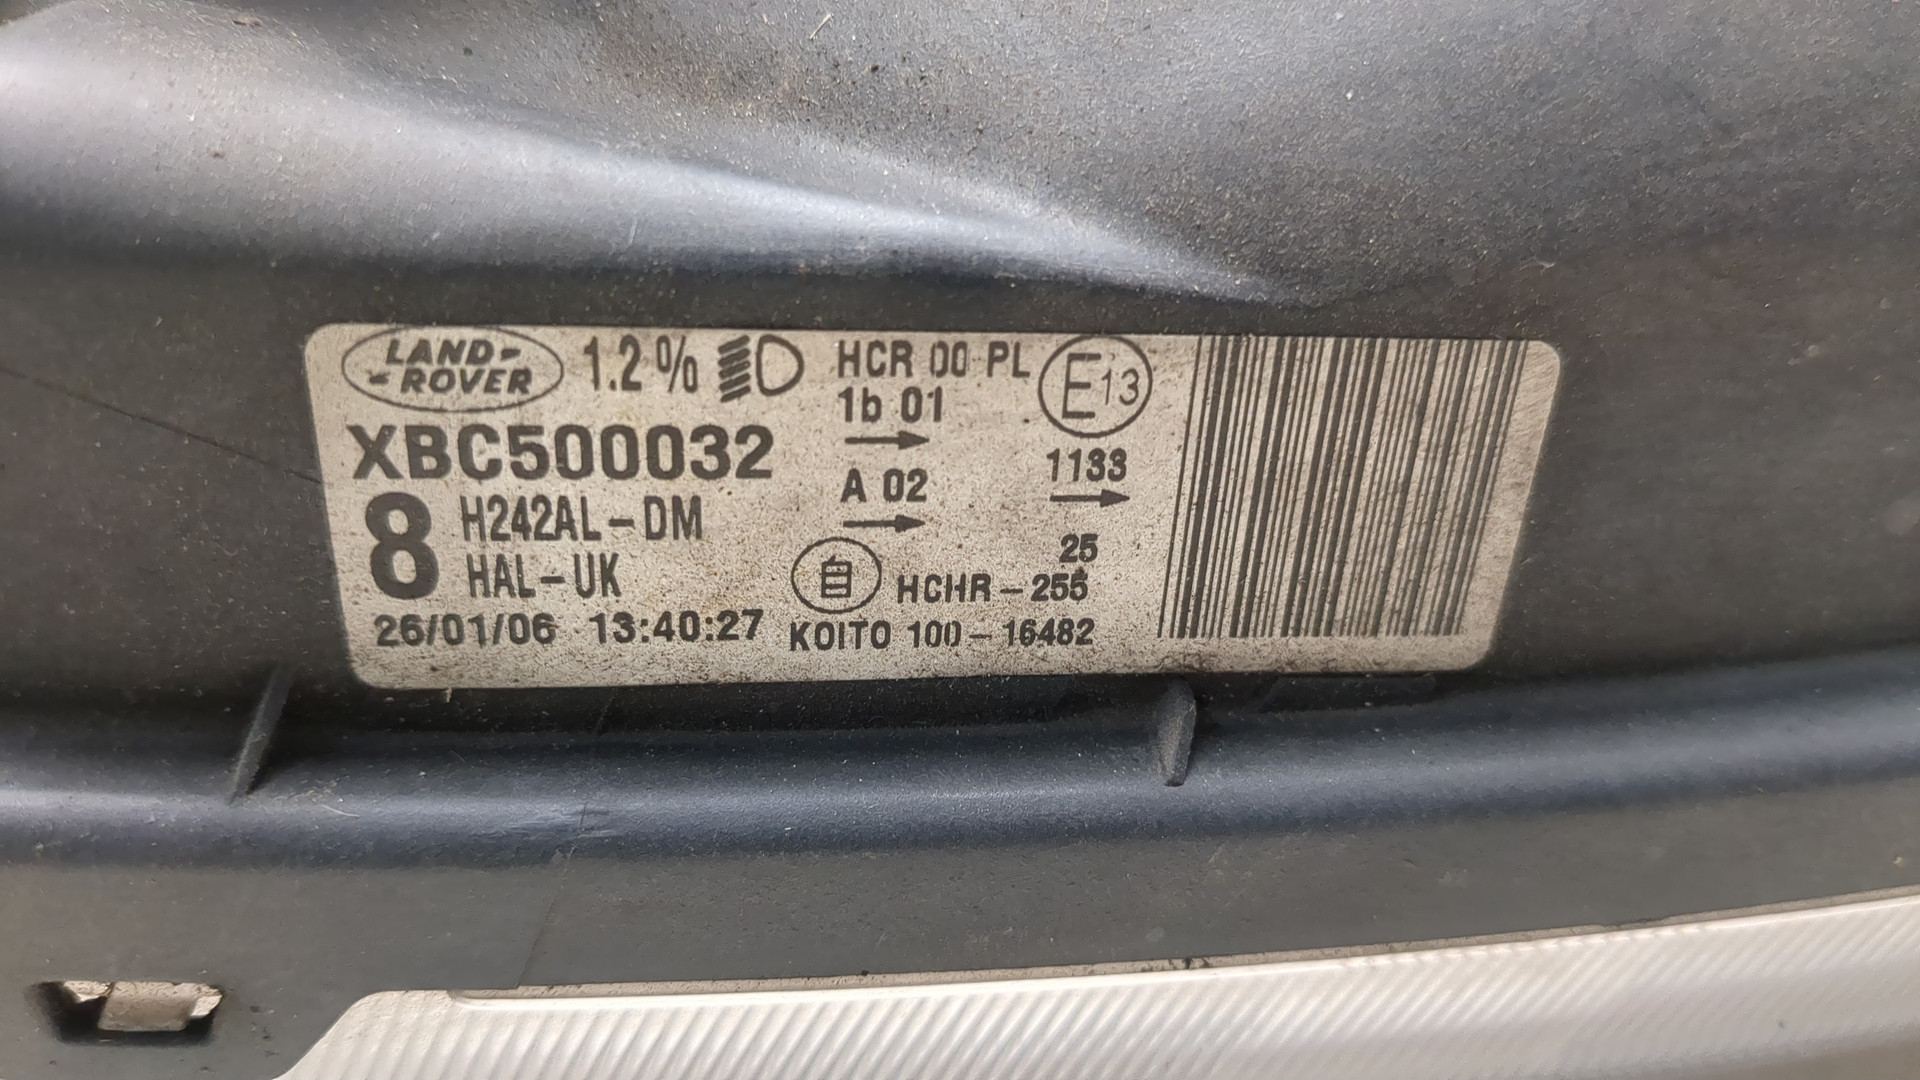 LAND-
-ROVER
1.2%
HCR 00 PL
1b 01
E13
XBC500032
A 02
1133
8
H242AL-DM
HAL-UK
25
HCHR-255
26/01/06 13:40:27
KOITO 100-16482